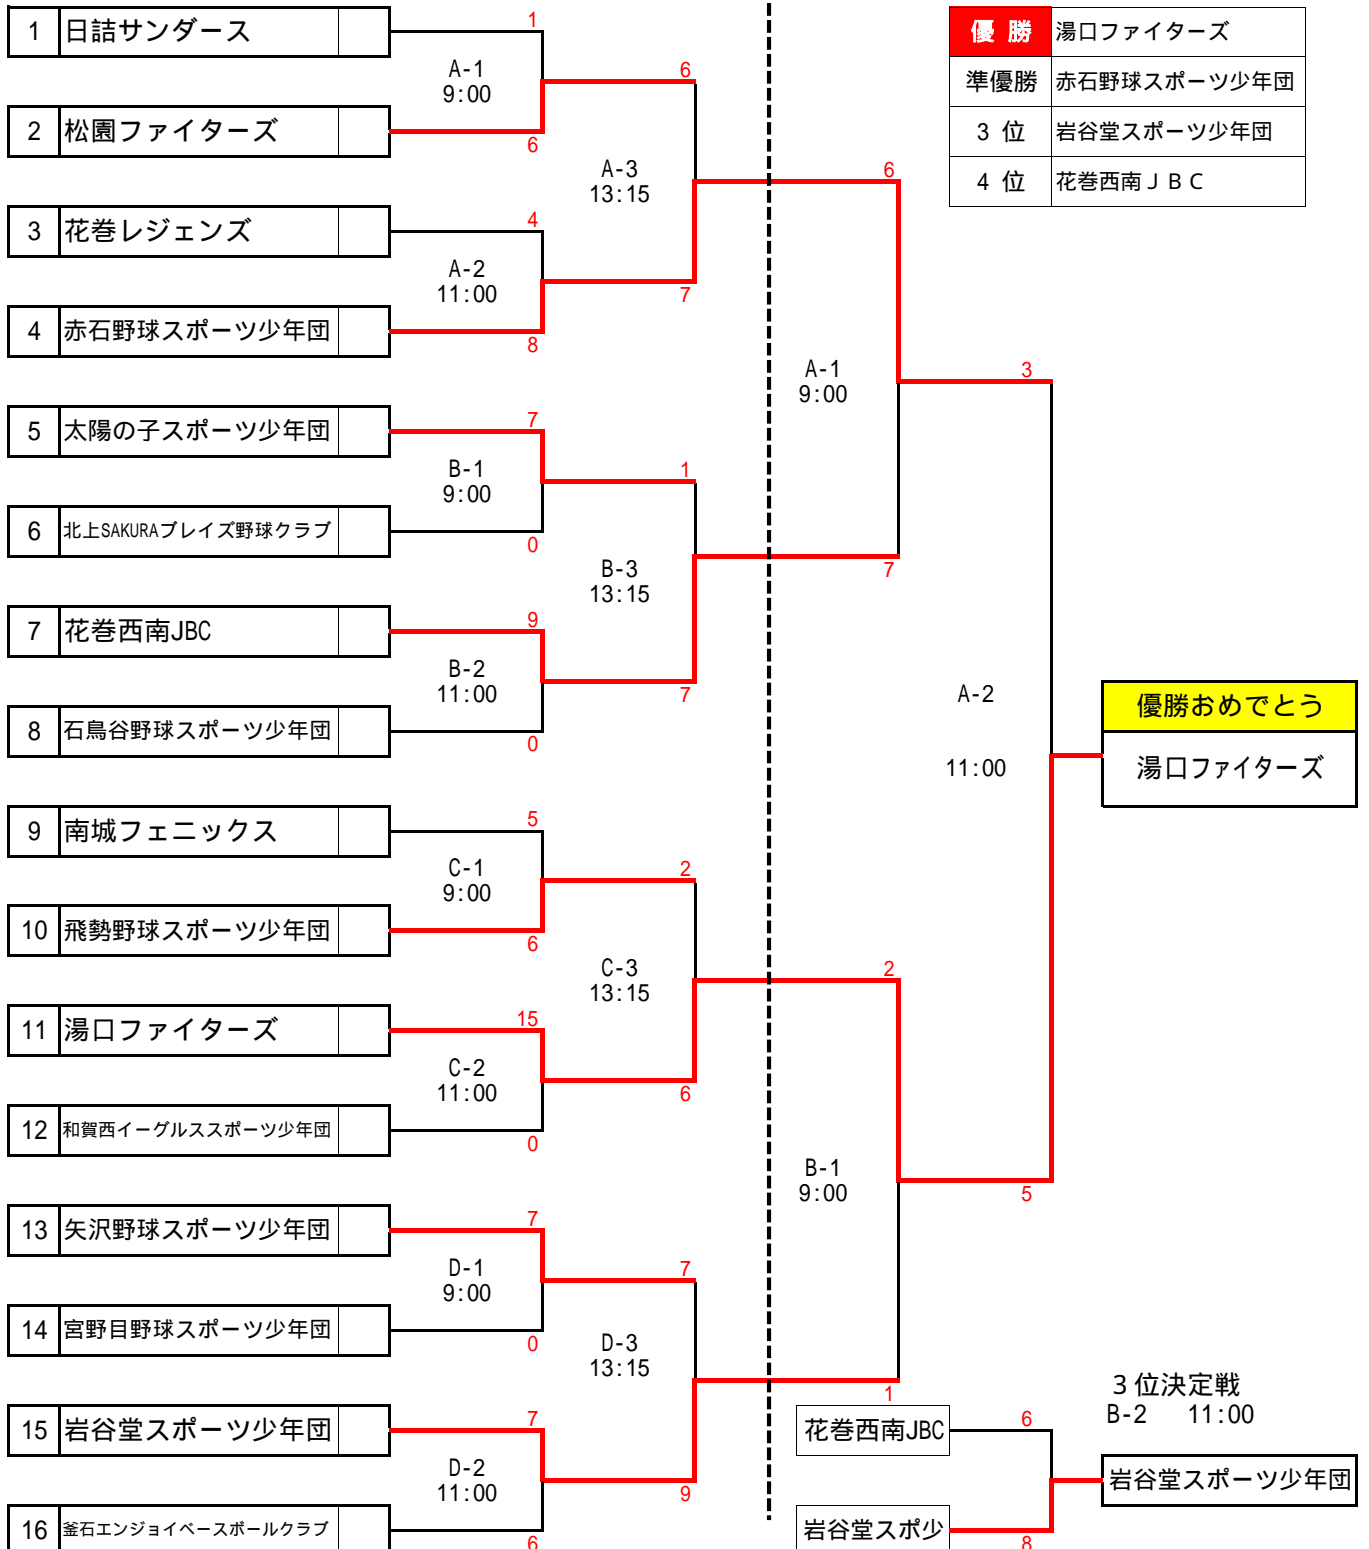 1 日詰サンダース
1
A-1
9:00
6
2 松園ファイターズ
6
A-3
13:15
3 花巻レジェンズ
4
A-2
11:00
7
4 赤石野球スポーツ少年団
8
6
A-1
9:00
5 太陽の子スポーツ少年団
7
B-1
9:00
1
6 北上SAKURAブレイズ野球クラブ
0
B-3
13:15
7
7 花巻西南JBC
9
B-2
11:00
7
8 石鳥谷野球スポーツ少年団
0
3
A-2
11:00
9 南城フェニックス
5
C-1
9:00
2
10 飛勢野球スポーツ少年団
6
C-3
13:15
2
11 湯口ファイターズ
15
C-2
11:00
6
12 和賀西イーグルススポーツ少年団
0
B-1
9:00
5
13 矢沢野球スポーツ少年団
7
D-1
9:00
7
14 宮野目野球スポーツ少年団
0
D-3
13:15
1
15 岩谷堂スポーツ少年団
7
D-2
11:00
9
16 釜石エンジョイベースボールクラブ
6
優 勝 湯口ファイターズ
準優勝 赤石野球スポーツ少年団
3 位 岩谷堂スポーツ少年団
4 位 花巻西南ＪＢＣ
優勝おめでとう
湯口ファイターズ
３位決定戦
B-2 11:00
花巻西南JBC
6
岩谷堂スポーツ少年団
岩谷堂スポ少
8